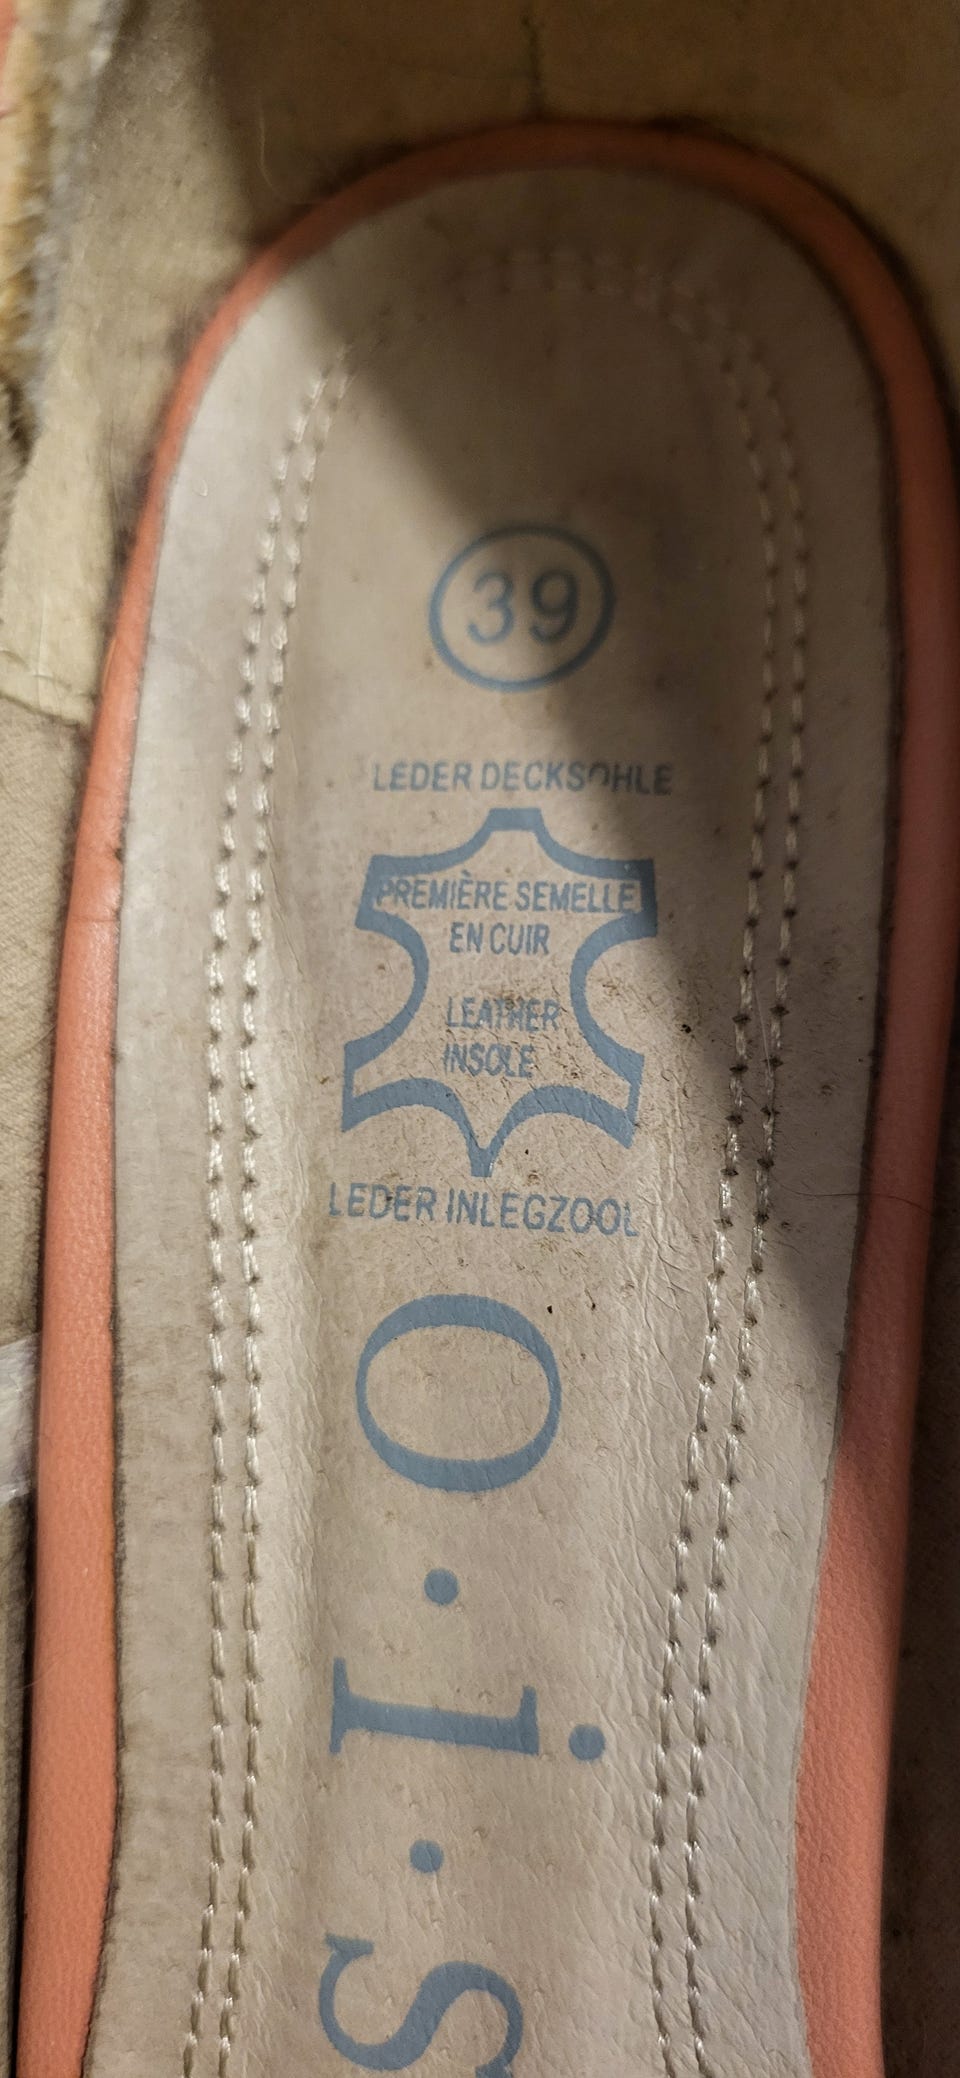 39
LEDER DECKSOHLE
PREMIÈRE SEMELLE
EN CUIR
LEATHER
INSOLE
LEDER INLEGZOOL
O·i·S